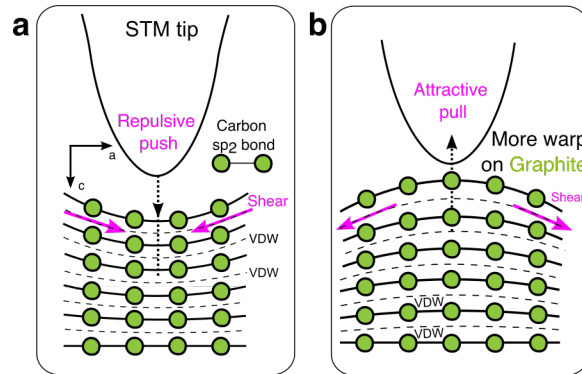 a
STM tip
Repulsive
push
Carbon
sp2 bond
a
c
Shear
VDW
VDW
b
Attractive
pull
More warp
on Graphite
Shear
VDW
VDW